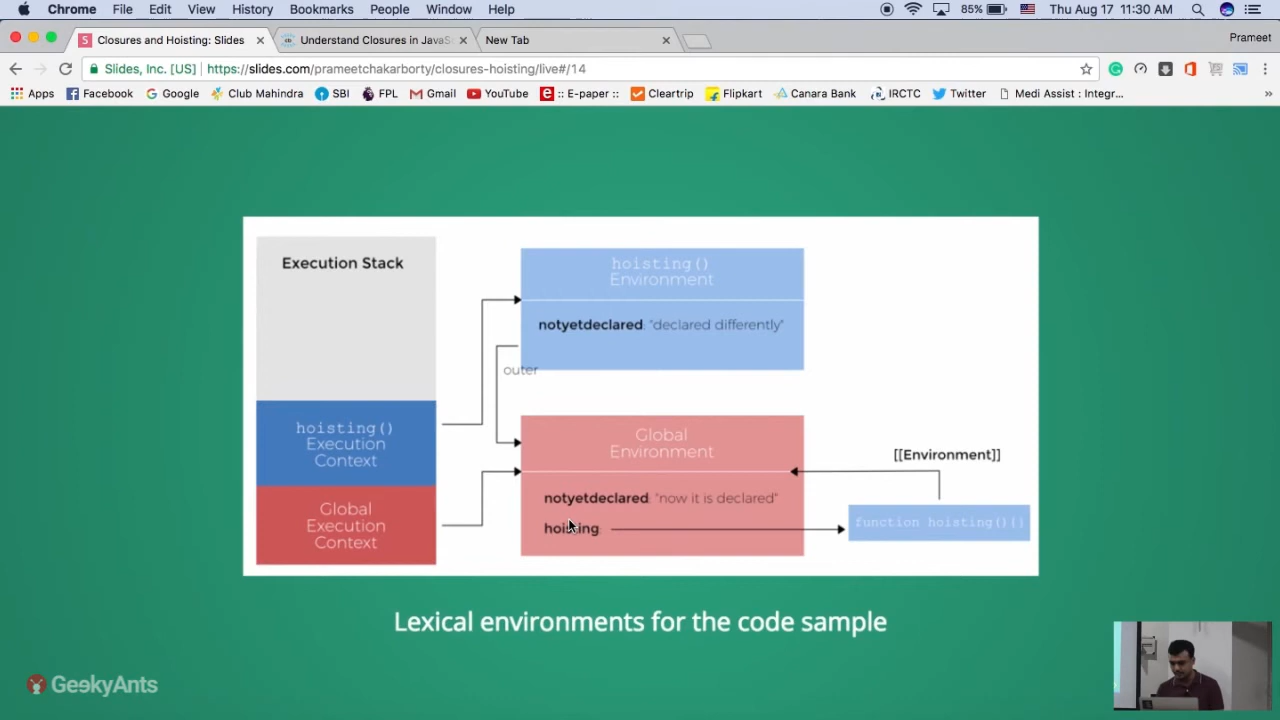 Chrome File Edit View History Bookmarks People Window Help 85% Thu Aug 17 11:30 AM
Closures and Hoisting: Slides Understand Closures in JavaSc New Tab Prameet
Slides, Inc. [US] https://slides.com/prameetchakarborty/closures-hoisting/live#/14
Apps Facebook Google Club Mahindra SBI FPL Gmail YouTube :: E-paper :: Cleartrip Flipkart Canara Bank IRCTC Twitter Medi Assist : Integr... »
Execution Stack
hoisting()
Execution
Context
Global
Execution
Context
hoisting()
Environment
notyetdeclared: "declared differently"
outer
Global
Environment
notyetdeclared: "now it is declared"
hoisting:
[[Environment]]
function hoisting(){}
Lexical environments for the code sample
GeekyAnts